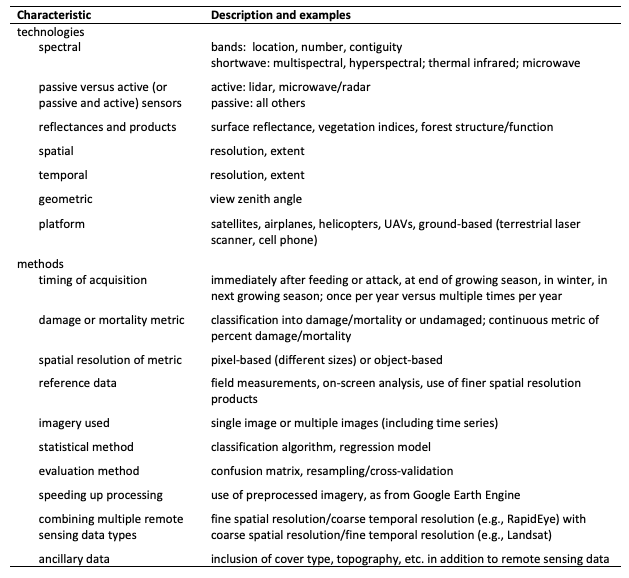 Characteristic Description and examples
technologies
spectral bands:  location, number, contiguity
shortwave: multispectral, hyperspectral; thermal infrared; microwave
passive versus active (or active: lidar, microwave/radar
passive and active) sensors passive: all others
reflectances and products surface reflectance, vegetation indices, forest structure/function
spatial resolution, extent
temporal resolution, extent
geometric view zenith angle
platform satellites, airplanes, helicopters, UAVs, ground-based (terrestrial laser
scanner, cell phone)
methods
timing of acquisition immediately after feeding or attack, at end of growing season, in winter, in
next growing season; once per year versus multiple times per year
damage or mortality metric classification into damage/mortality or undamaged; continuous metric of
percent damage/mortality
spatial resolution of metric pixel-based (different sizes) or object-based
reference data field measurements, on-screen analysis, use of finer spatial resolution
products
imagery used single image or multiple images (including time series)
statistical method classification algorithm, regression model
evaluation method confusion matrix, resampling/cross-validation
speeding up processing use of preprocessed imagery, as from Google Earth Engine
combining multiple remote fine spatial resolution/coarse temporal resolution (e.g., RapidEye) with
sensing data types coarse spatial resolution/fine temporal resolution (e.g., Landsat)
ancillary data inclusion of cover type, topography, etc. in addition to remote sensing data